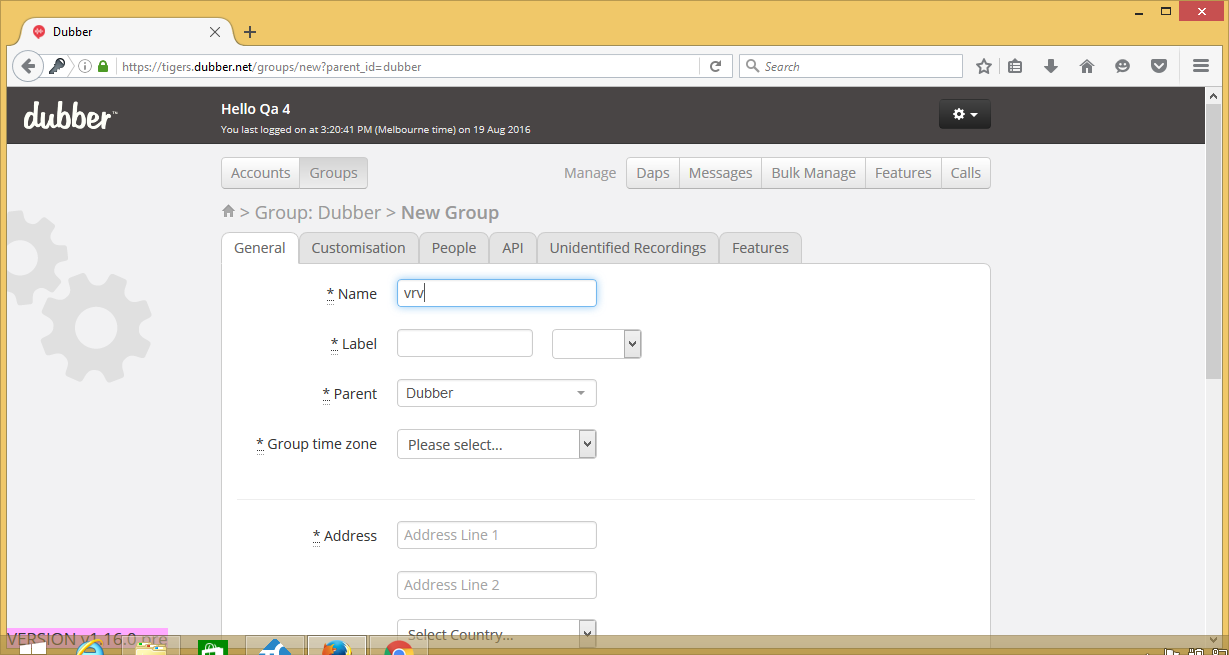 Dubber
https://tigers.dubber.net/groups/new?parent_id=dubber
Search
dubber™
Hello Qa 4
You last logged on at 3:20:41 PM (Melbourne time) on 19 Aug 2016
Accounts Groups Manage Daps Messages Bulk Manage Features Calls
> Group: Dubber > New Group
General Customisation People API Unidentified Recordings Features
* Name vrv
* Label
* Parent Dubber
* Group time zone Please select...
* Address Address Line 1
Address Line 2
Select Country...
VERSION v1.16.0.pre